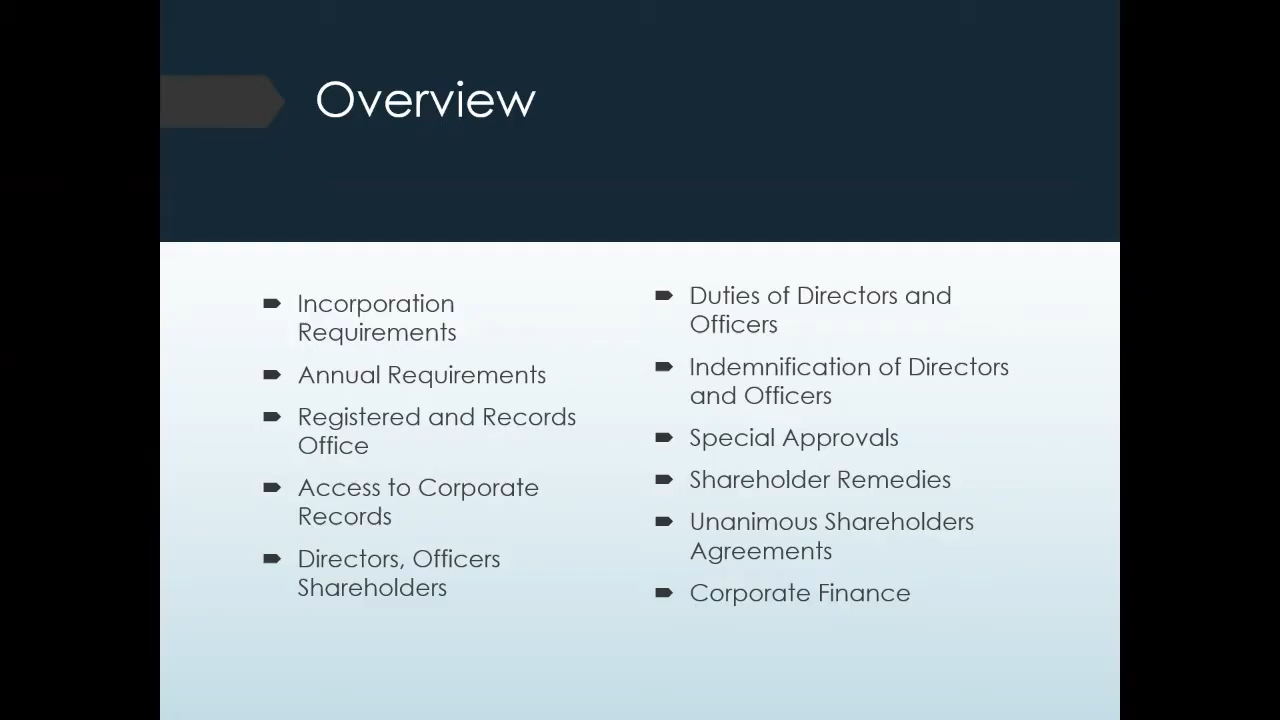 Overview
Incorporation
Requirements
Annual Requirements
Registered and Records
Office
Access to Corporate
Records
Directors, Officers
Shareholders
Duties of Directors and
Officers
Indemnification of Directors
and Officers
Special Approvals
Shareholder Remedies
Unanimous Shareholders
Agreements
Corporate Finance